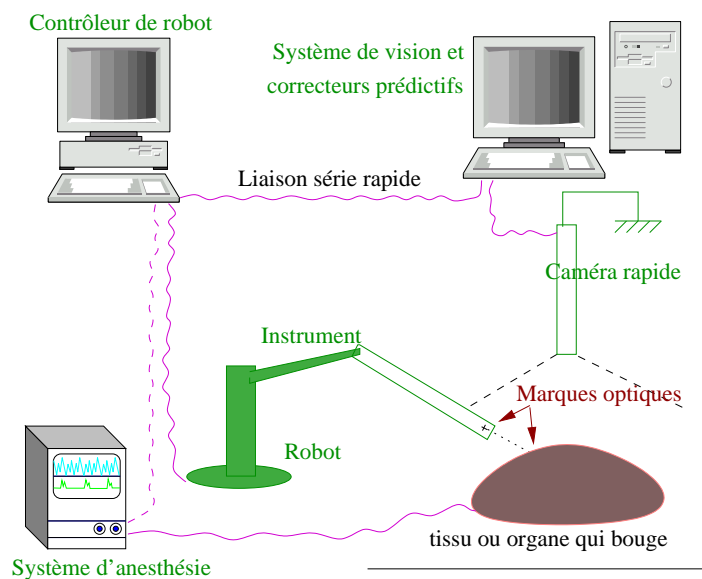 Contrôleur de robot
Système de vision et
correcteurs prédictifs
Liaison série rapide
Caméra rapide
Instrument
Marques optiques
Robot
tissu ou organe qui bouge
Système d'anesthésie